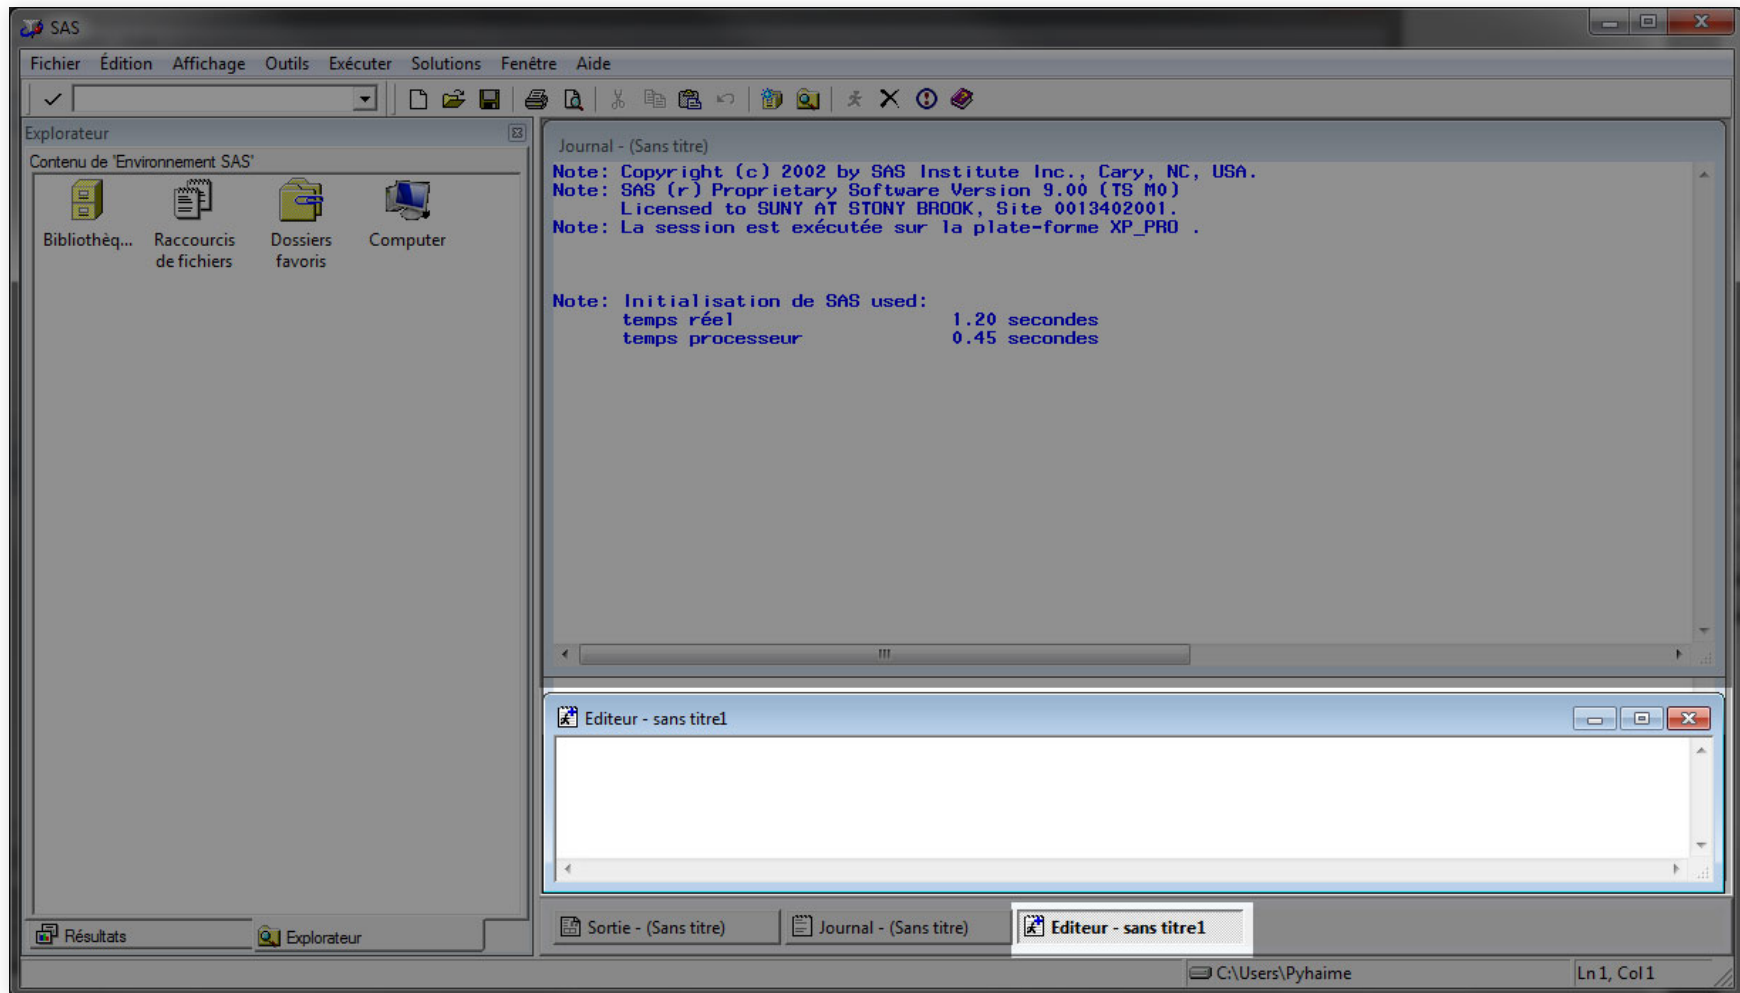 SAS
Fichier Édition Affichage Outils Exécuter Solutions Fenêtre Aide
Explorateur
Contenu de 'Environnement SAS'
Bibliothèq... Raccourcis de fichiers Dossiers favoris Computer
Journal - (Sans titre)
Note: Copyright (c) 2002 by SAS Institute Inc., Cary, NC, USA.
Note: SAS (r) Proprietary Software Version 9.00 (TS M0)
Licensed to SUNY AT STONY BROOK, Site 0013402001.
Note: La session est exécutée sur la plate-forme XP_PRO .
Note: Initialisation de SAS used:
temps réel 1.20 secondes
temps processeur 0.45 secondes
Editeur - sans titre1
Résultats Explorateur
Sortie - (Sans titre) Journal - (Sans titre) Editeur - sans titre1
C:\Users\Pyhaime Ln 1, Col 1